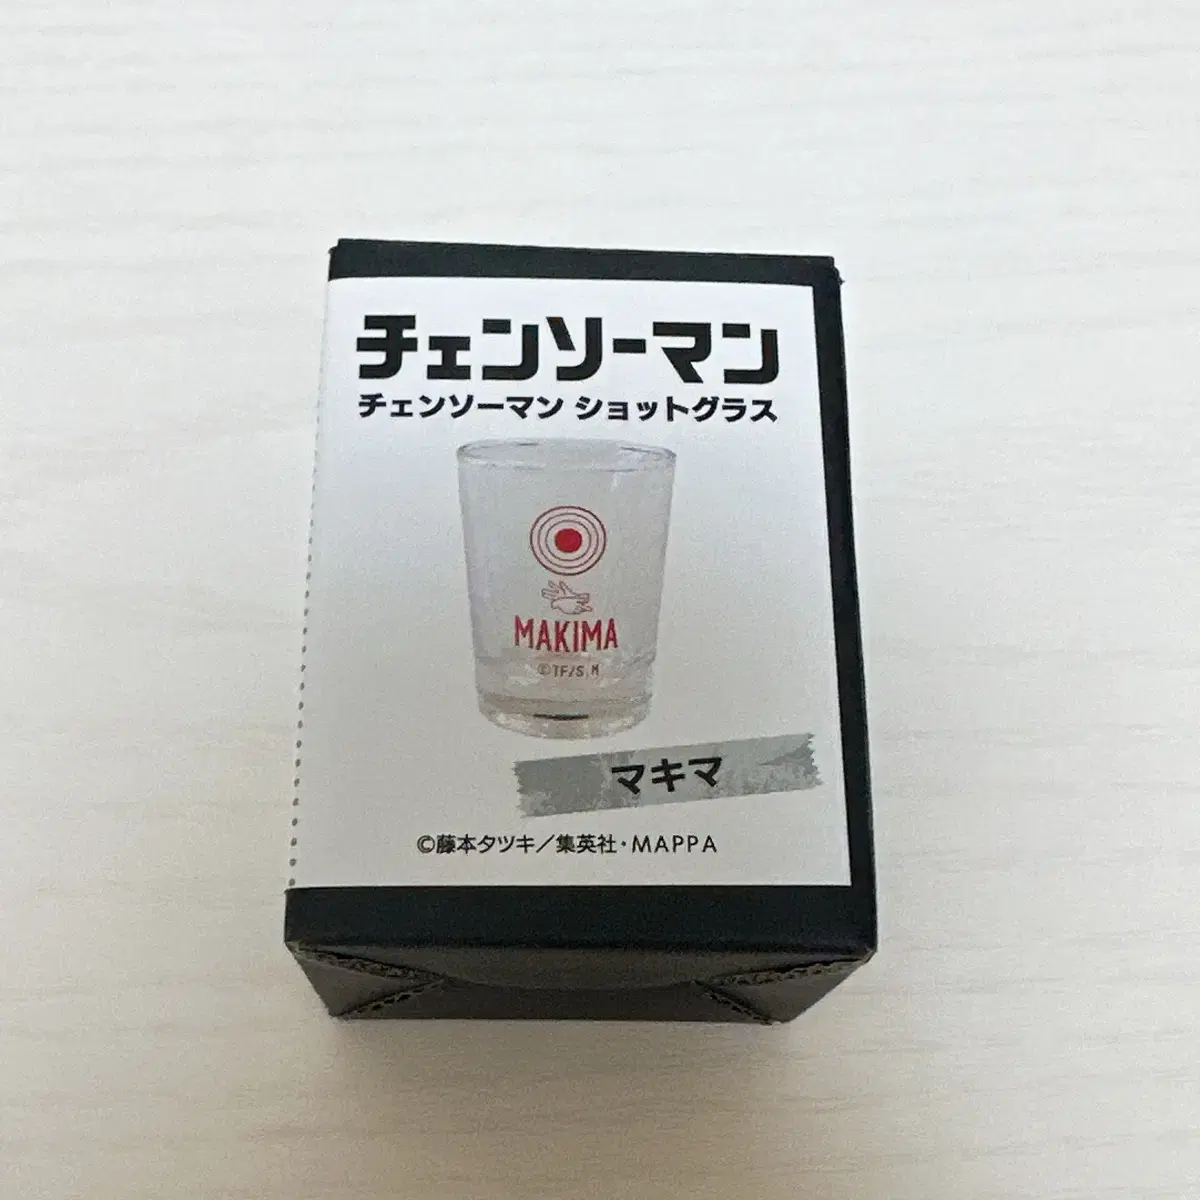 チェンソーマン
チェンソーマン ショットグラス
MAKIMA
©TF/S,M
マキマ
©藤本タツキ／集英社・MAPPA